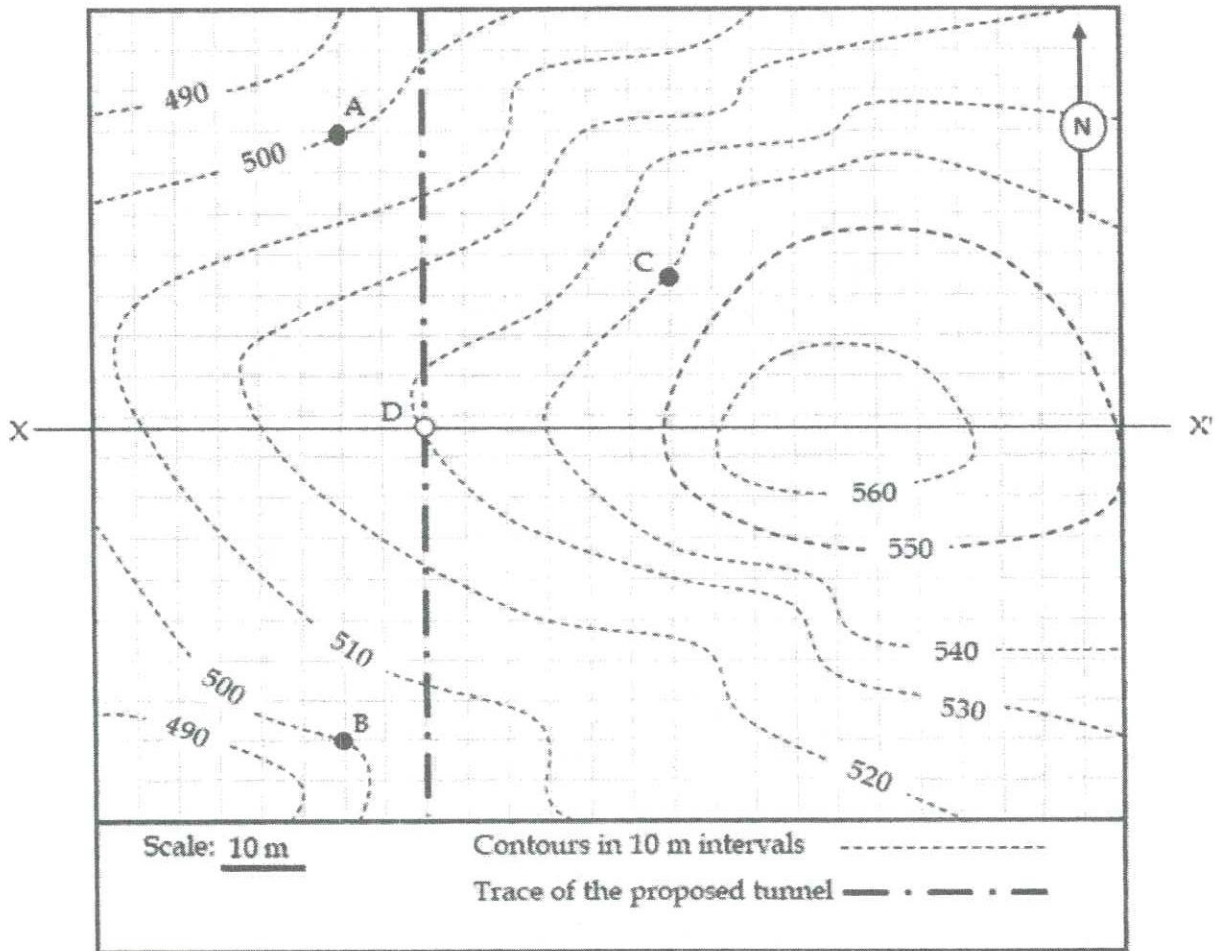 490
A
500
N
C
D
X
X'
560
550
510
540
500
530
B
490
520
Scale: 10 m
Contours in 10 m intervals
Trace of the proposed tunnel